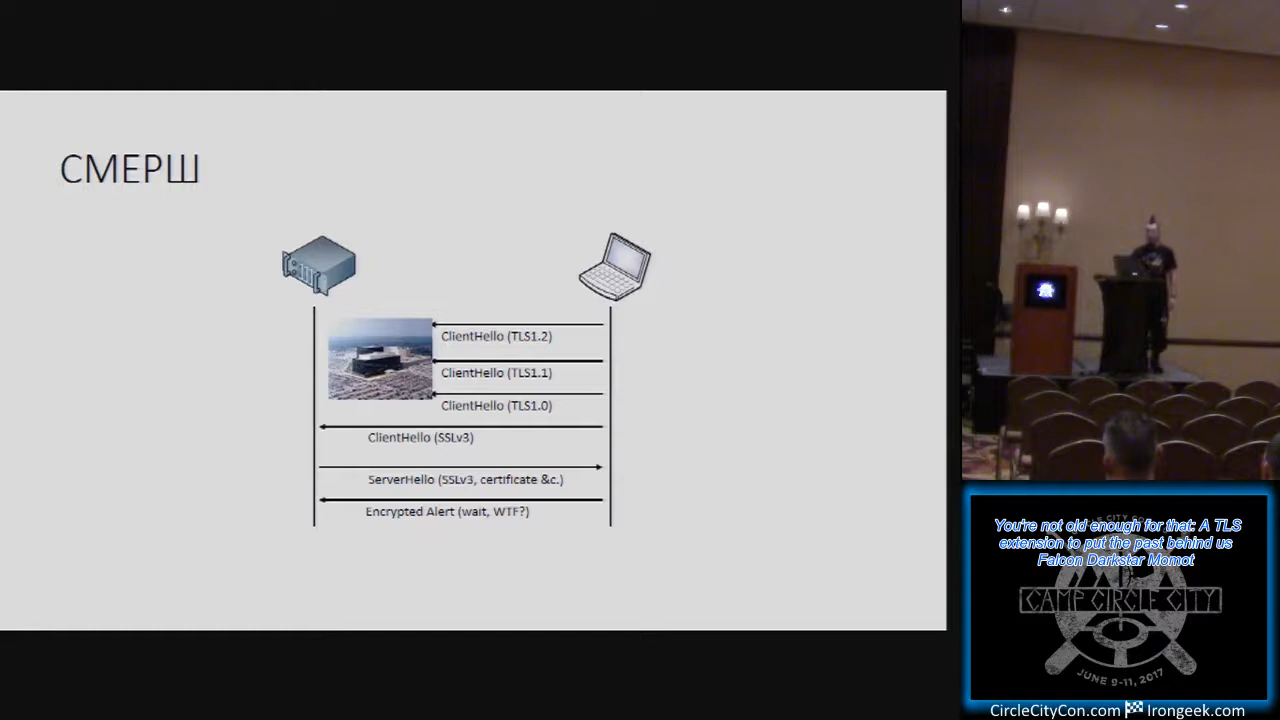 СМЕРШ
ClientHello (TLS1.2)
ClientHello (TLS1.1)
ClientHello (TLS1.0)
ClientHello (SSLv3)
ServerHello (SSLv3, certificate &c.)
Encrypted Alert (wait, WTF?)
You're not old enough for that: A TLS
extension to put the past behind us
Falcon Darkstar Momot
CAMP CIRCLE CITY
JUNE 9-11, 2017
CircleCityCon.com Irongeek.com